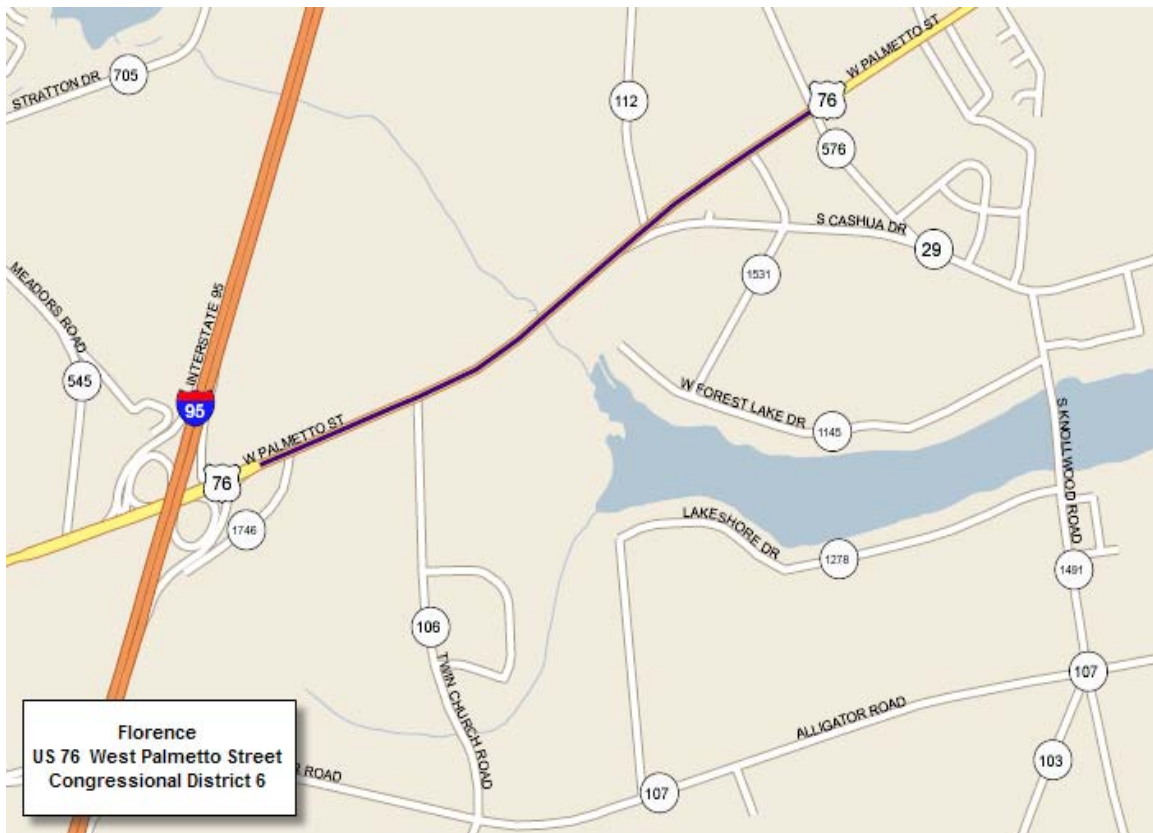 W PALMETTO ST
705
STRATTON DR
112
76
576
S CASHUA DR
29
1531
MEADORS ROAD
INTERSTATE 95
545
95
W FOREST LAKE DR
1145
S KNOLLWOOD ROAD
W PALMETTO ST
76
1746
LAKESHORE DR
1278
1491
106
TWIN CHURCH ROAD
107
ALLIGATOR ROAD
103
107
R ROAD
Florence
US 76 West Palmetto Street
Congressional District 6